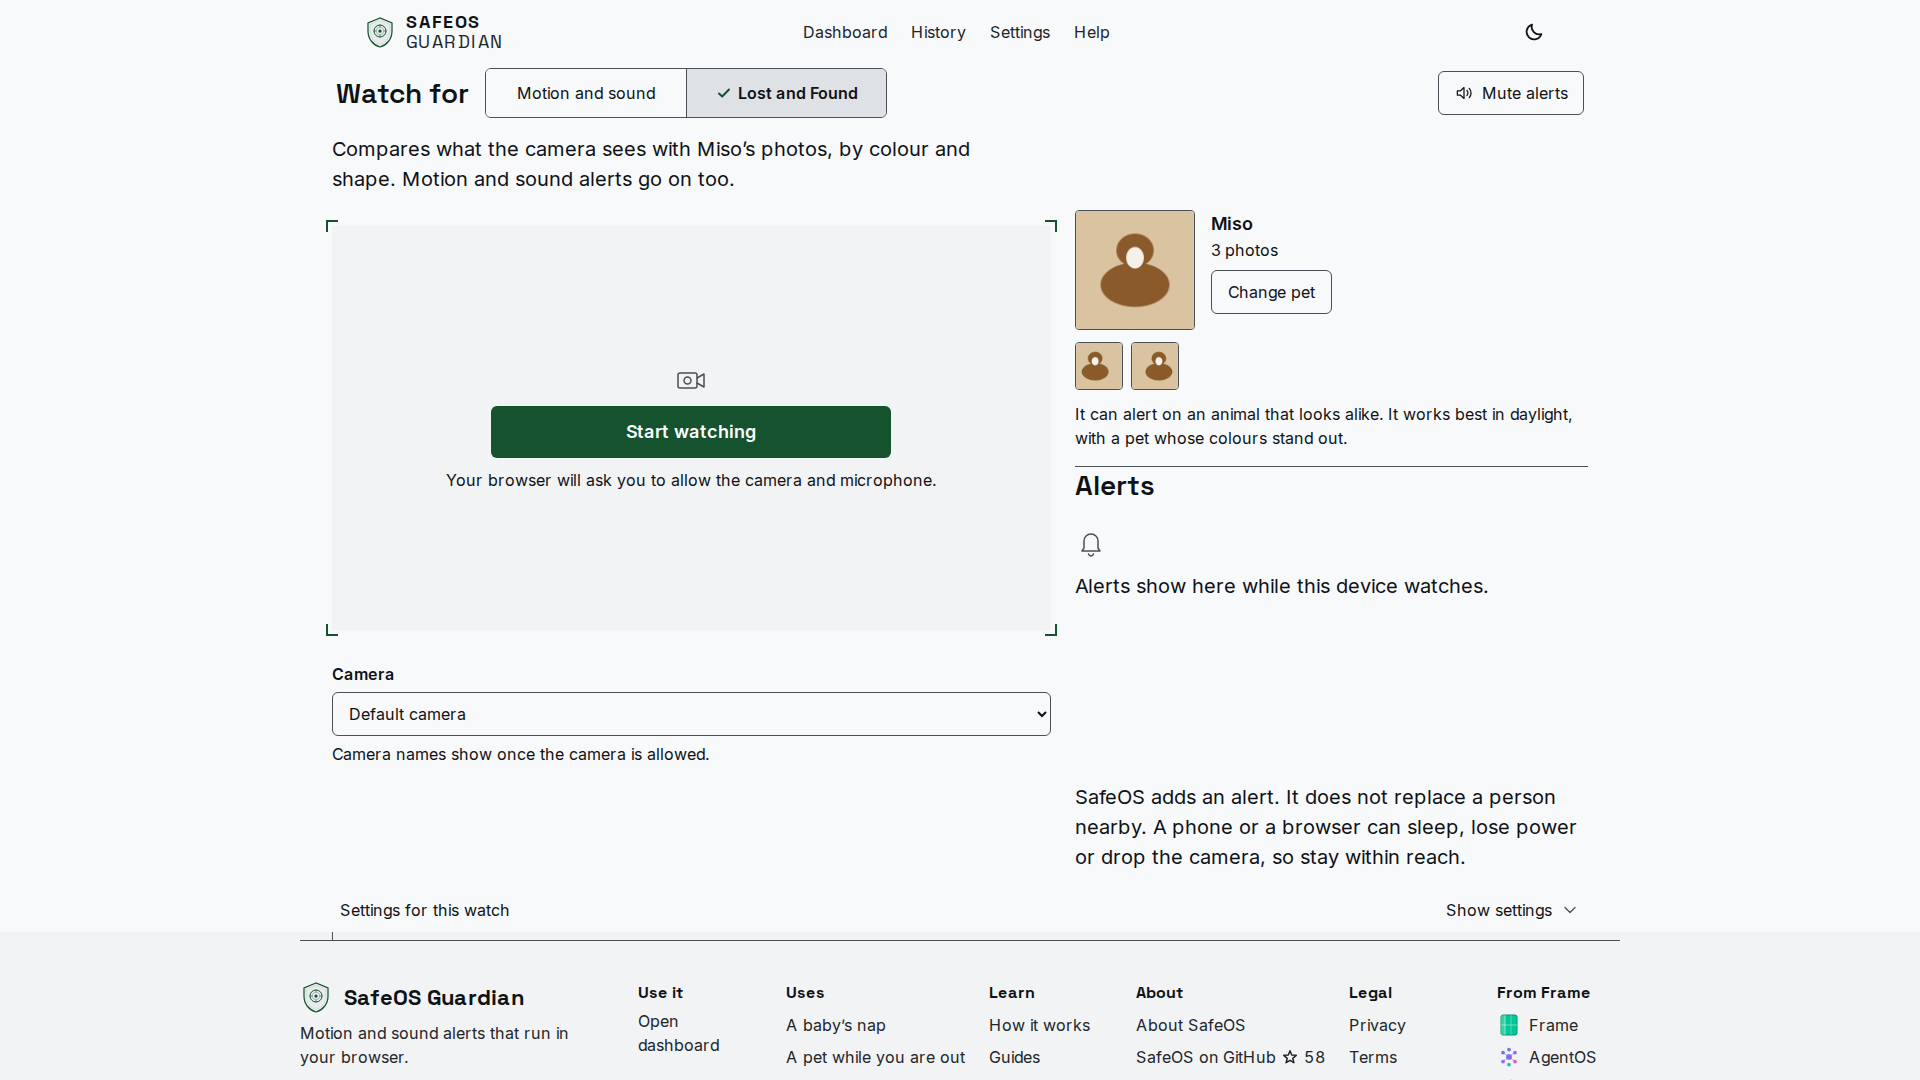 SAFEOS
GUARDIAN
Dashboard
History
Settings
Help
Watch for
Motion and sound
Lost and Found
Mute alerts
Compares what the camera sees with Miso’s photos, by colour and
shape. Motion and sound alerts go on too.
Start watching
Your browser will ask you to allow the camera and microphone.
Camera
Default camera
Camera names show once the camera is allowed.
Miso
3 photos
Change pet
It can alert on an animal that looks alike. It works best in daylight,
with a pet whose colours stand out.
Alerts
Alerts show here while this device watches.
SafeOS adds an alert. It does not replace a person
nearby. A phone or a browser can sleep, lose power
or drop the camera, so stay within reach.
Settings for this watch
Show settings
SafeOS Guardian
Motion and sound alerts that run in
your browser.
Use it
Open
dashboard
Uses
A baby’s nap
A pet while you are out
Learn
How it works
Guides
About
About SafeOS
SafeOS on GitHub 58
Legal
Privacy
Terms
From Frame
Frame
AgentOS